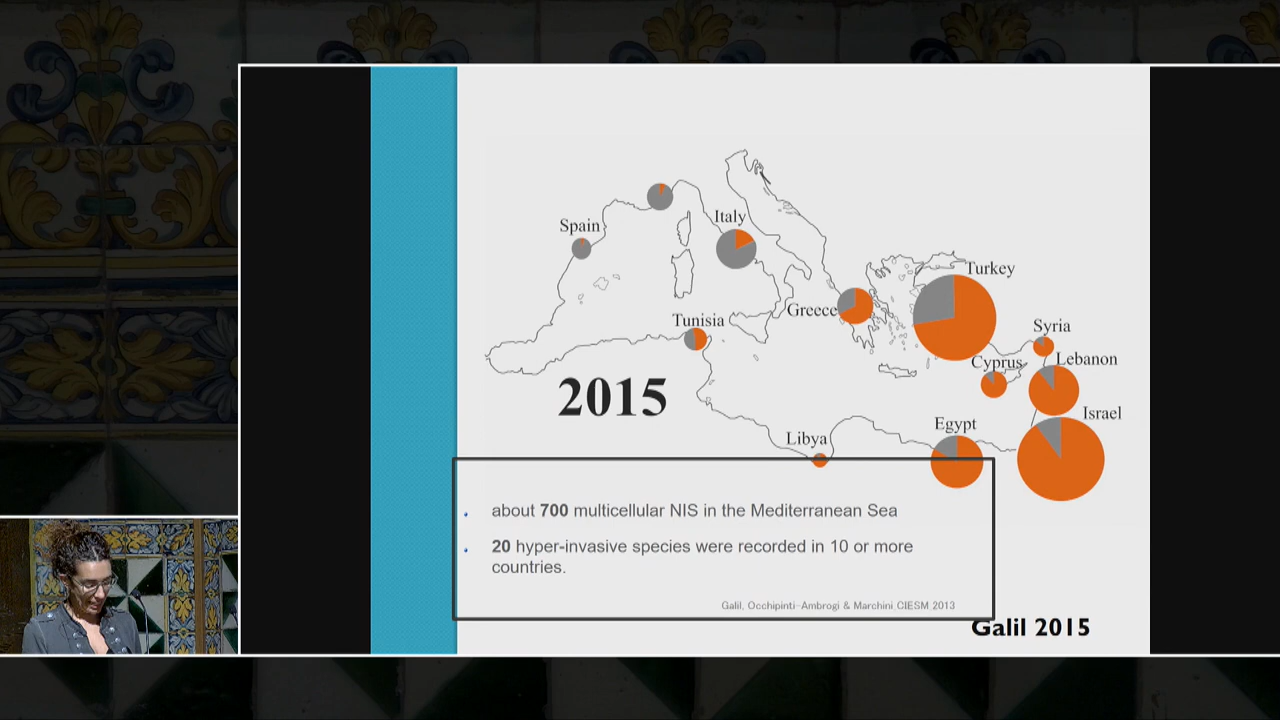 Spain
Italy
Turkey
Greece
Tunisia
Syria
Cyprus
Lebanon
2015
Israel
Egypt
Libya
about 700 multicellular NIS in the Mediterranean Sea
20 hyper-invasive species were recorded in 10 or more
countries.
Galil, Occhipinti-Ambrogi & Marchini CIESM 2013
Galil 2015